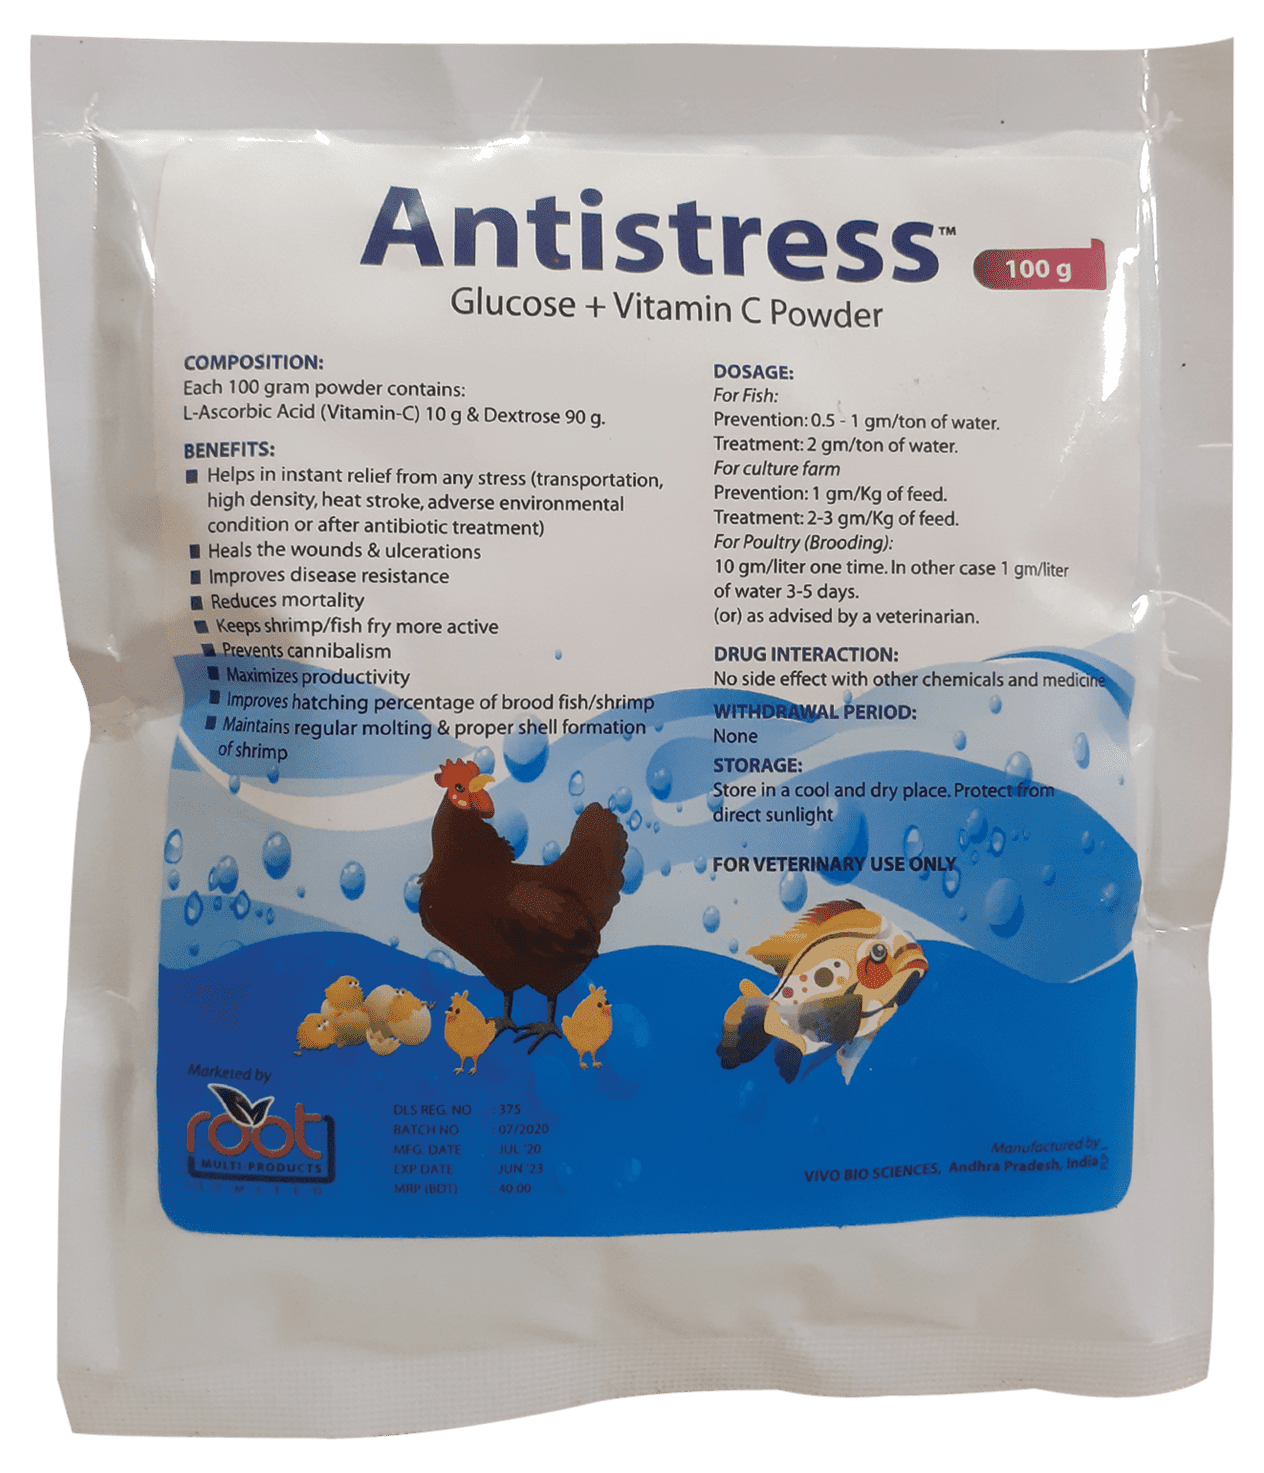 Antistress™
100 g
Glucose + Vitamin C Powder
COMPOSITION:
Each 100 gram powder contains:
L-Ascorbic Acid (Vitamin-C) 10 g & Dextrose 90 g.
BENEFITS:
Helps in instant relief from any stress (transportation,
high density, heat stroke, adverse environmental
condition or after antibiotic treatment)
Heals the wounds & ulcerations
Improves disease resistance
Reduces mortality
Keeps shrimp/fish fry more active
Prevents cannibalism
Maximizes productivity
Improves hatching percentage of brood fish/shrimp
Maintains regular molting & proper shell formation
of shrimp
DOSAGE:
For Fish:
Prevention: 0.5 - 1 gm/ton of water.
Treatment: 2 gm/ton of water.
For culture farm
Prevention: 1 gm/Kg of feed.
Treatment: 2-3 gm/Kg of feed.
For Poultry (Brooding):
10 gm/liter one time. In other case 1 gm/liter
of water 3-5 days.
(or) as advised by a veterinarian.
DRUG INTERACTION:
No side effect with other chemicals and medicine
WITHDRAWAL PERIOD:
None
STORAGE:
Store in a cool and dry place. Protect from
direct sunlight
FOR VETERINARY USE ONLY
Marketed by
root
MULTI PRODUCTS
LIMITED
DLS REG. NO : 375
BATCH NO : 07/2020
MFG. DATE : JUL '20
EXP DATE : JUN '23
MRP (BDT) : 40.00
Manufactured by
VIVO BIO SCIENCES, Andhra Pradesh, India